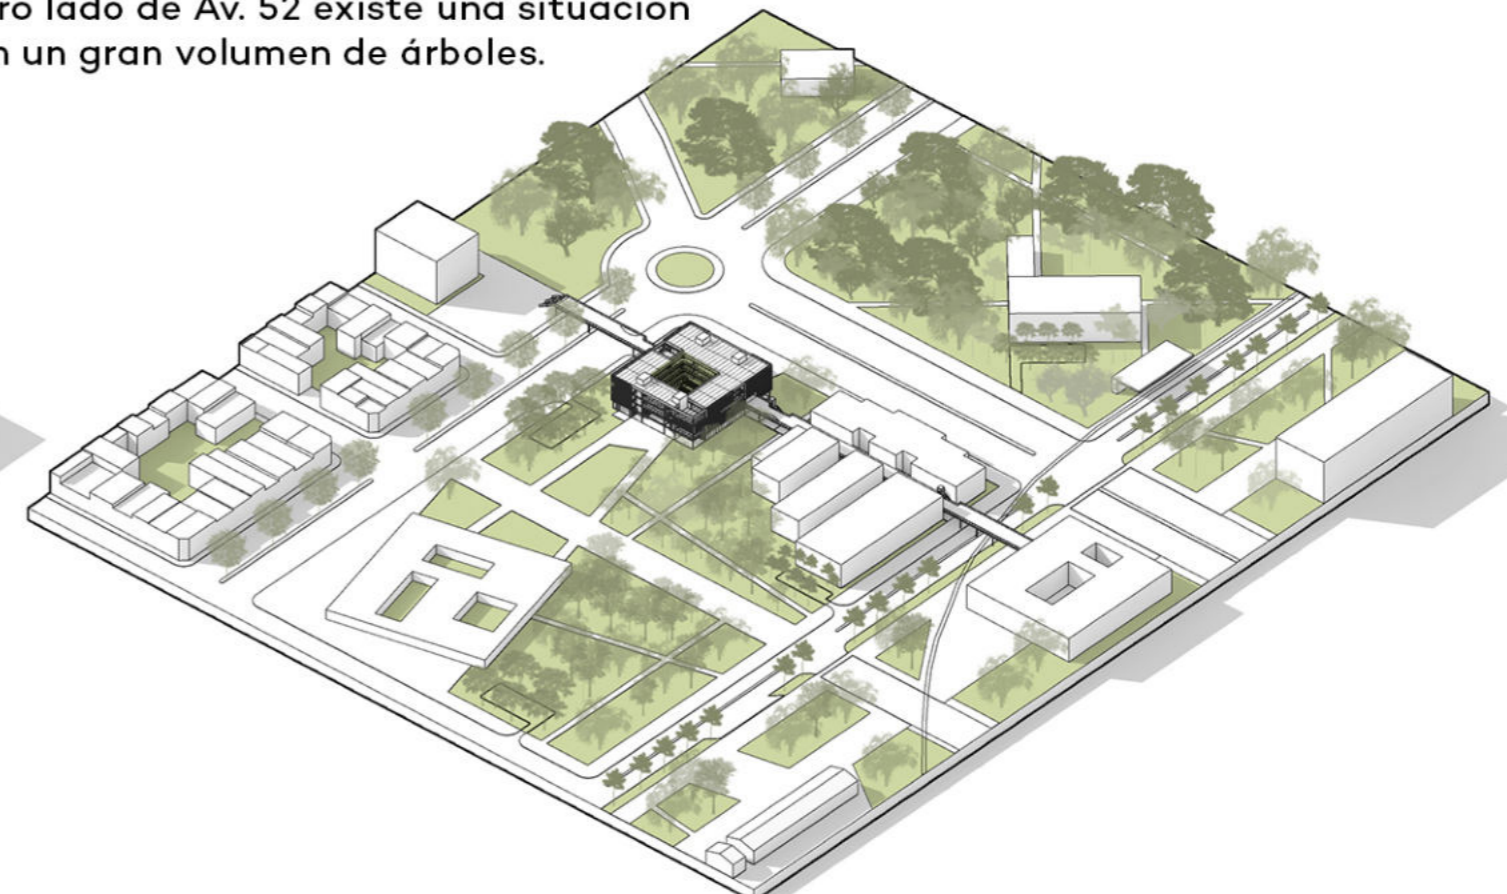 ro lado de Av. 52 existe una situación
n un gran volumen de árboles.